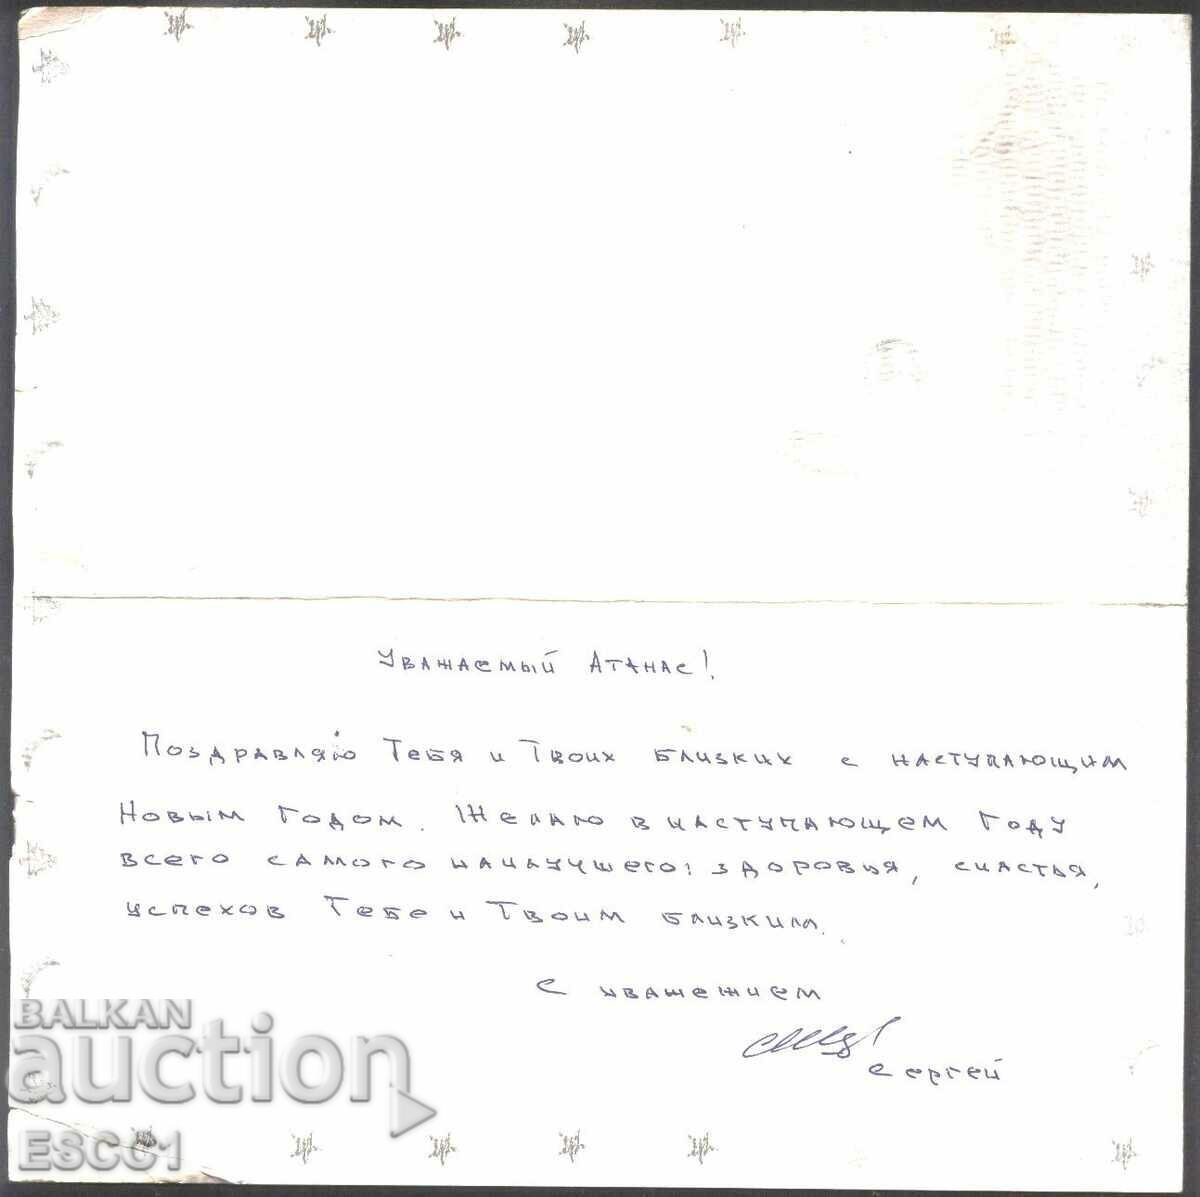 Уважаемый Атанас!
Поздравляю Тебя и Твоих близких с наступающим
Новым Годом. Желаю в наступающем Году
всего самого наилучшего: здоровья, счастья,
успехов Тебе и Твоим близким.
С уважением
Сергей
BALKAN
auction
ESCO1